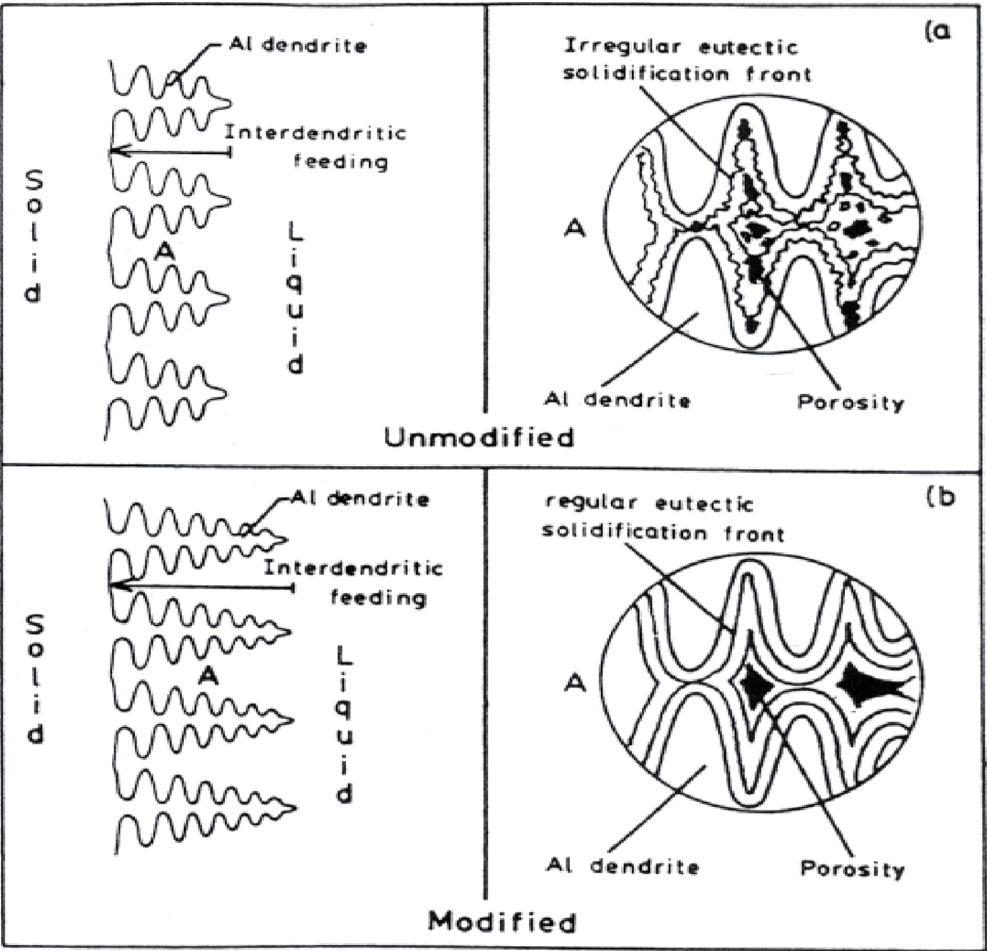 (a
Al dendrite
Interdendritic
feeding
Solid
A
Liquid
Irregular eutectic
solidification front
A
Al dendrite
Porosity
Unmodified
(b
Al dendrite
Interdendritic
feeding
Solid
A
Liquid
regular eutectic
solidification front
A
Al dendrite
Porosity
Modified